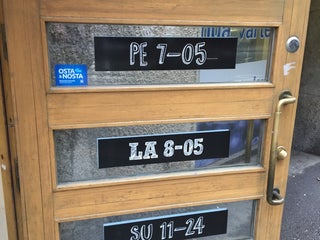 PE 7-05
OSTA
& NOSTA
LA 8-05
SU 11-24